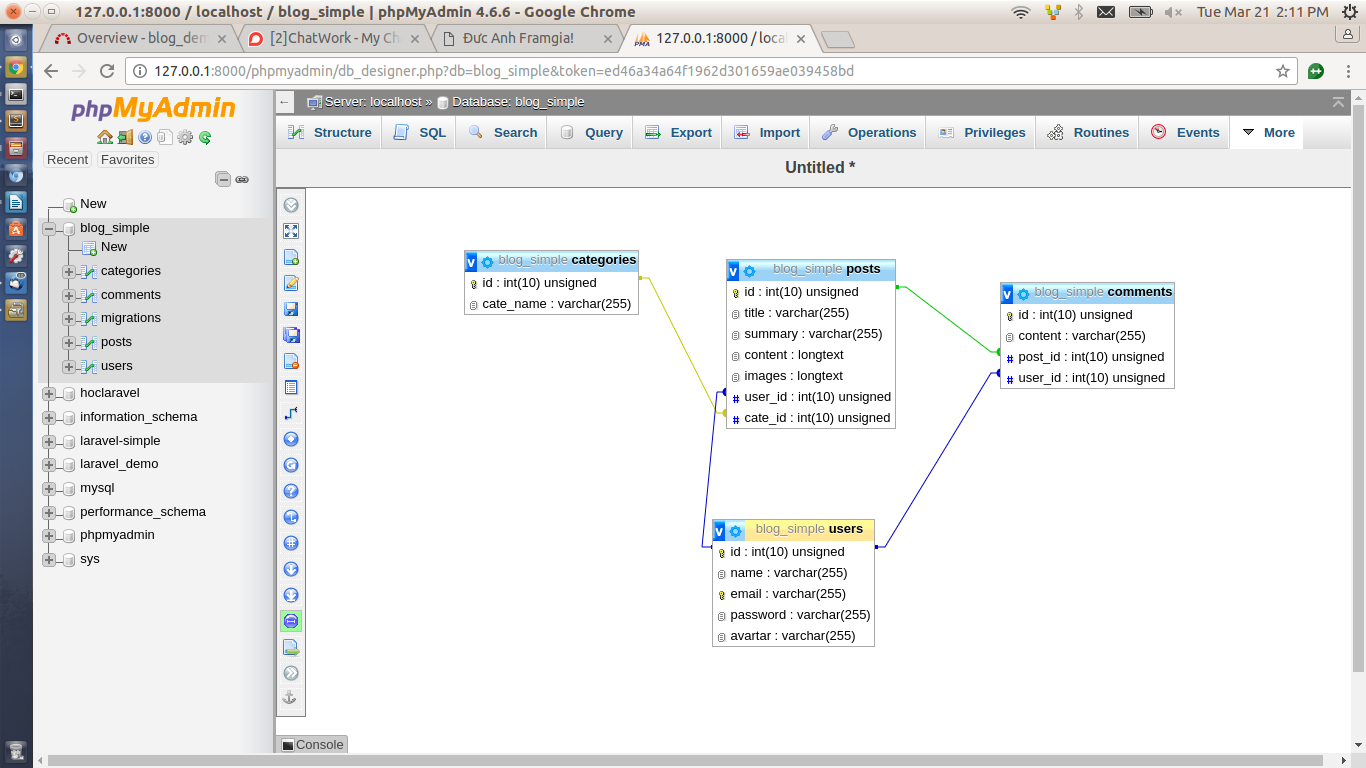 127.0.0.1:8000 / localhost / blog_simple | phpMyAdmin 4.6.6 - Google Chrome
Tue Mar 21 2:11 PM
Overview - blog_den
[2]ChatWork - My Ch
Đưc Anh Framgia!
127.0.0.1:8000 / local
127.0.0.1:8000/phpmyadmin/db_designer.php?db=blog_simple&token=ed46a34a64f1962d301659ae039458bd
phpMyAdmin
Recent Favorites
New
blog_simple
New
categories
comments
migrations
posts
users
hoclaravel
information_schema
laravel-simple
laravel_demo
mysql
performance_schema
phpmyadmin
sys
Server: localhost » Database: blog_simple
Structure SQL Search Query Export Import Operations Privileges Routines Events More
Untitled *
v blog_simple categories
id : int(10) unsigned
cate_name : varchar(255)
v blog_simple posts
id : int(10) unsigned
title : varchar(255)
summary : varchar(255)
content : longtext
images : longtext
# user_id : int(10) unsigned
# cate_id : int(10) unsigned
v blog_simple comments
id : int(10) unsigned
content : varchar(255)
# post_id : int(10) unsigned
# user_id : int(10) unsigned
v blog_simple users
id : int(10) unsigned
name : varchar(255)
email : varchar(255)
password : varchar(255)
avartar : varchar(255)
Console